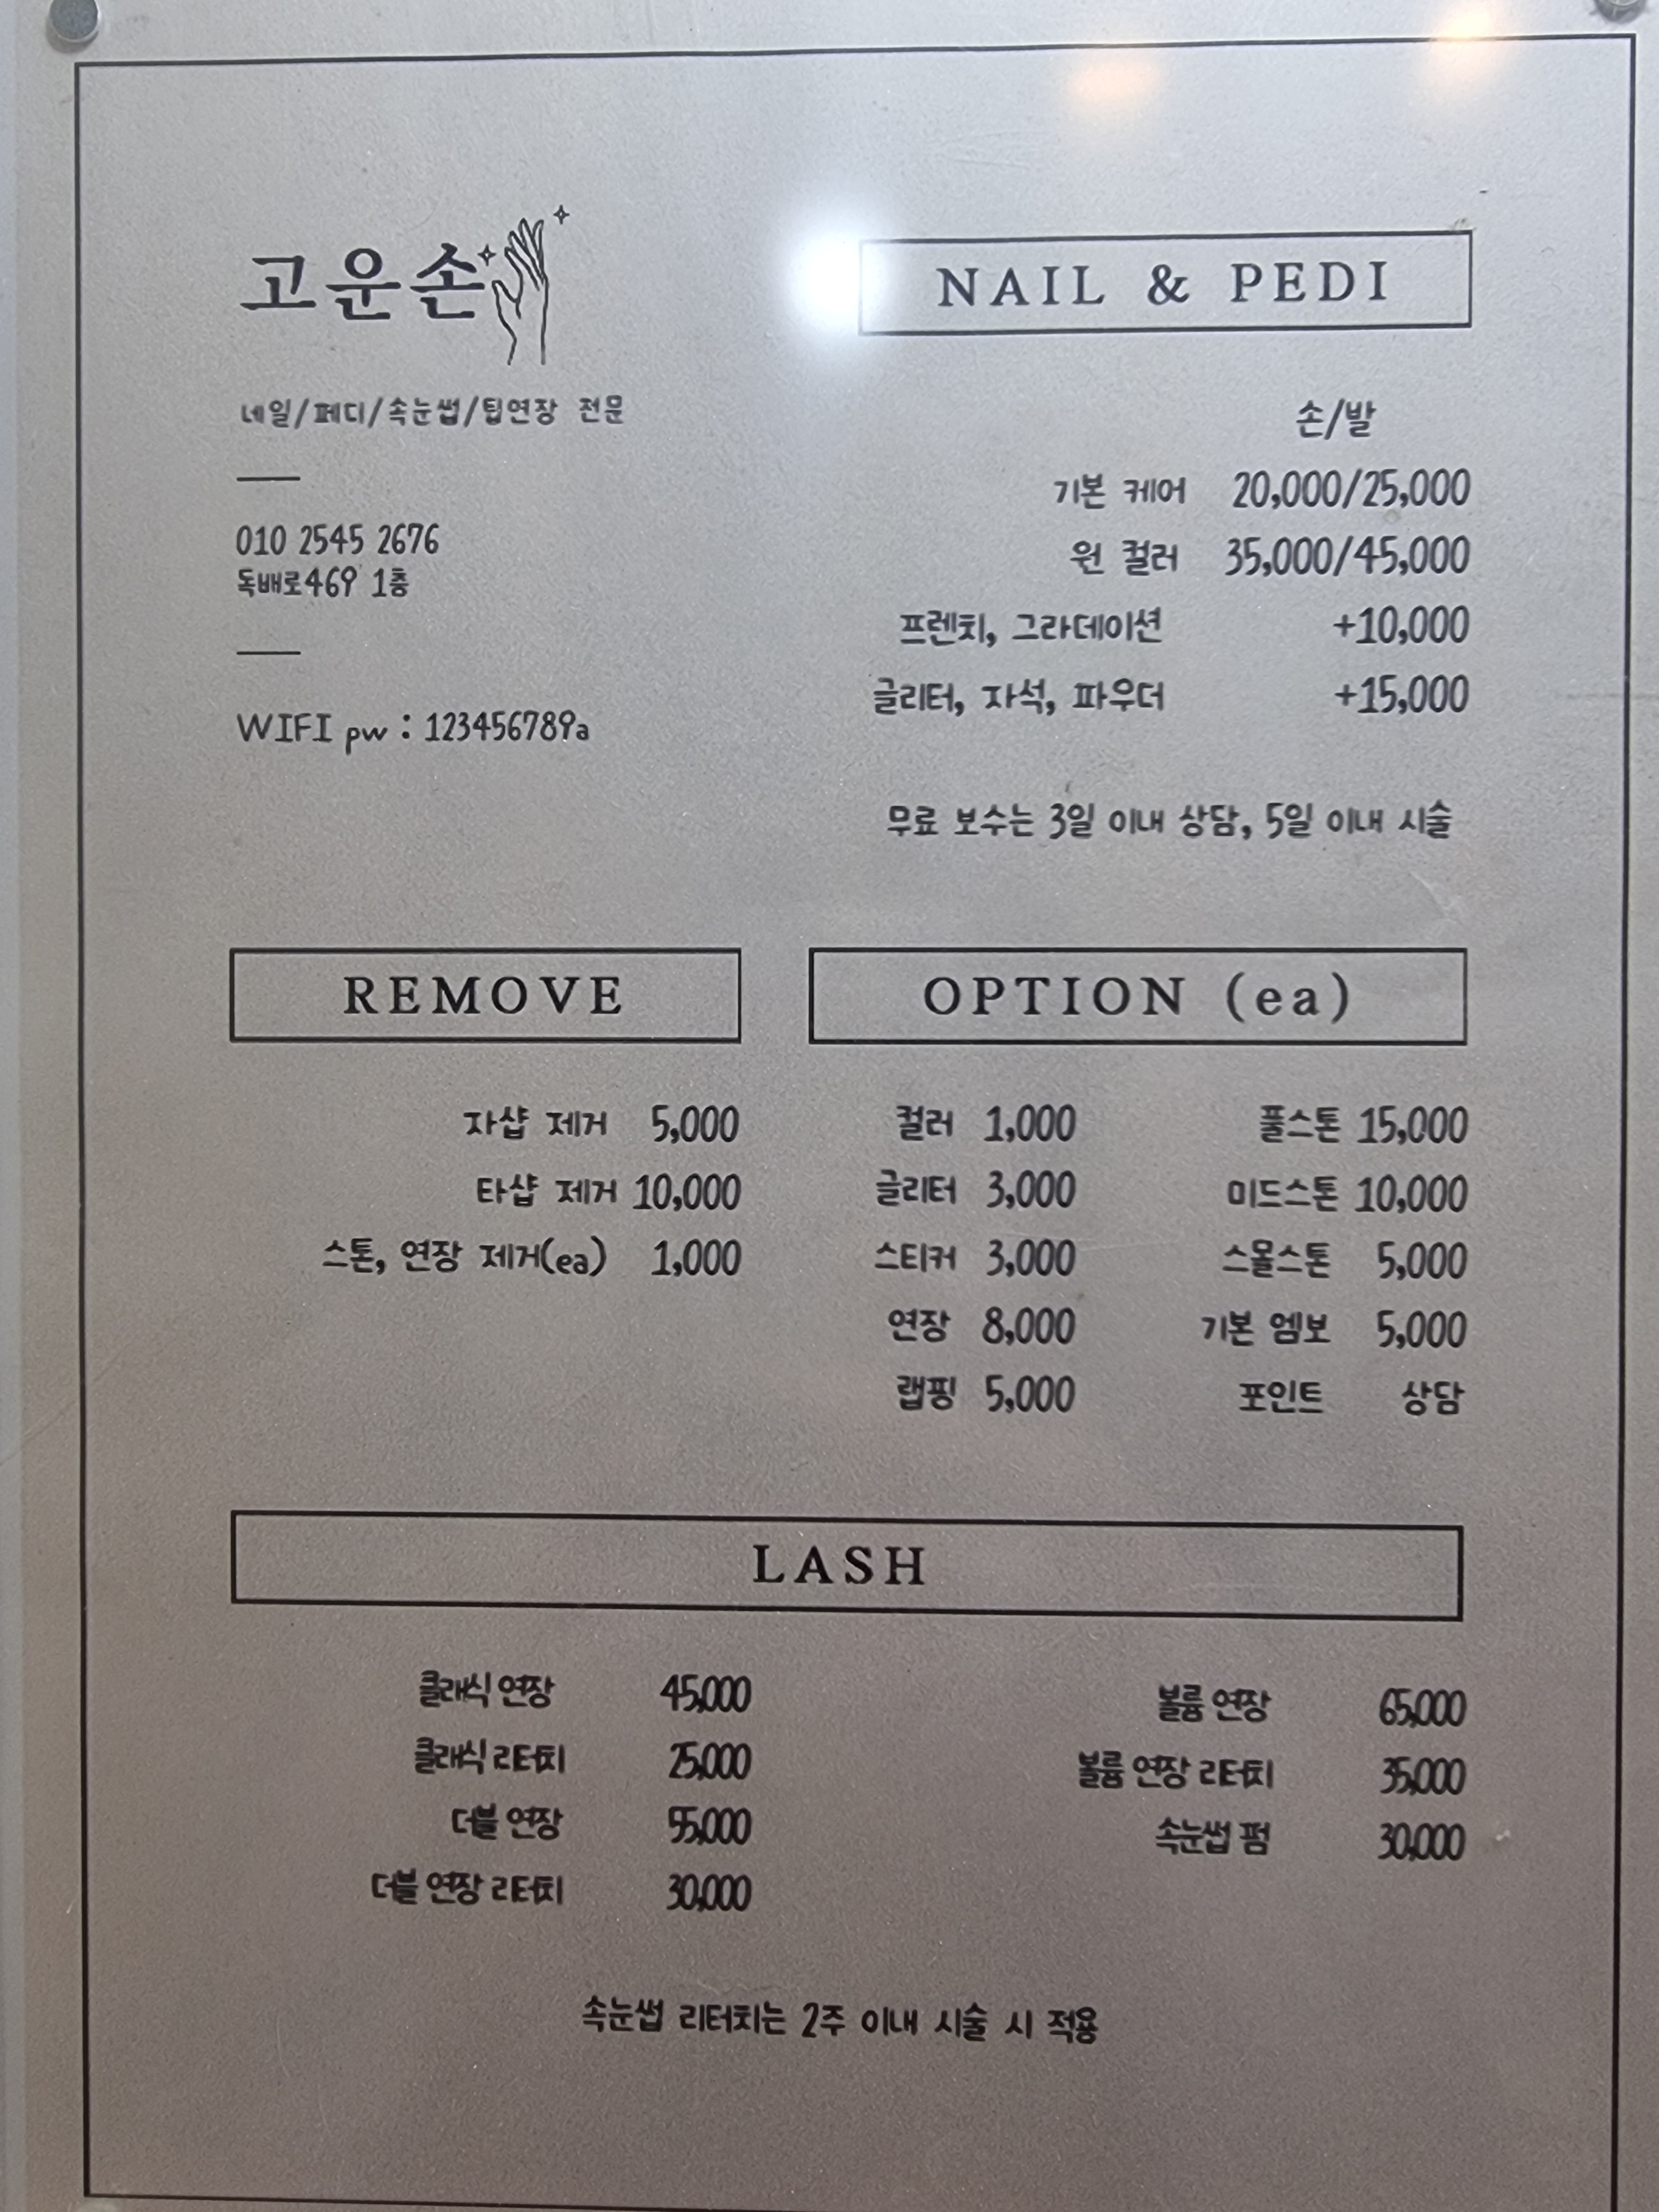 고운손
네일/페디/속눈썹/팁연장 전문
010 2545 2676
독배로469 1층
WIFI pw : 123456789a
NAIL & PEDI
손/발
기본 케어 20,000/25,000
원 컬러 35,000/45,000
프렌치, 그라데이션 +10,000
글리터, 자석, 파우더 +15,000
무료 보수는 3일 이내 상담, 5일 이내 시술
REMOVE
자샵 제거 5,000
타샵 제거 10,000
스톤, 연장 제거(ea) 1,000
OPTION (ea)
컬러 1,000
글리터 3,000
스티커 3,000
연장 8,000
랩핑 5,000
풀스톤 15,000
미드스톤 10,000
스몰스톤 5,000
기본 엠보 5,000
포인트 상담
LASH
클래식 연장 45,000
클래식 리터치 25,000
더블 연장 55,000
더블 연장 리터치 30,000
볼륨 연장 65,000
볼륨 연장 리터치 35,000
속눈썹 펌 30,000
속눈썹 리터치는 2주 이내 시술 시 적용